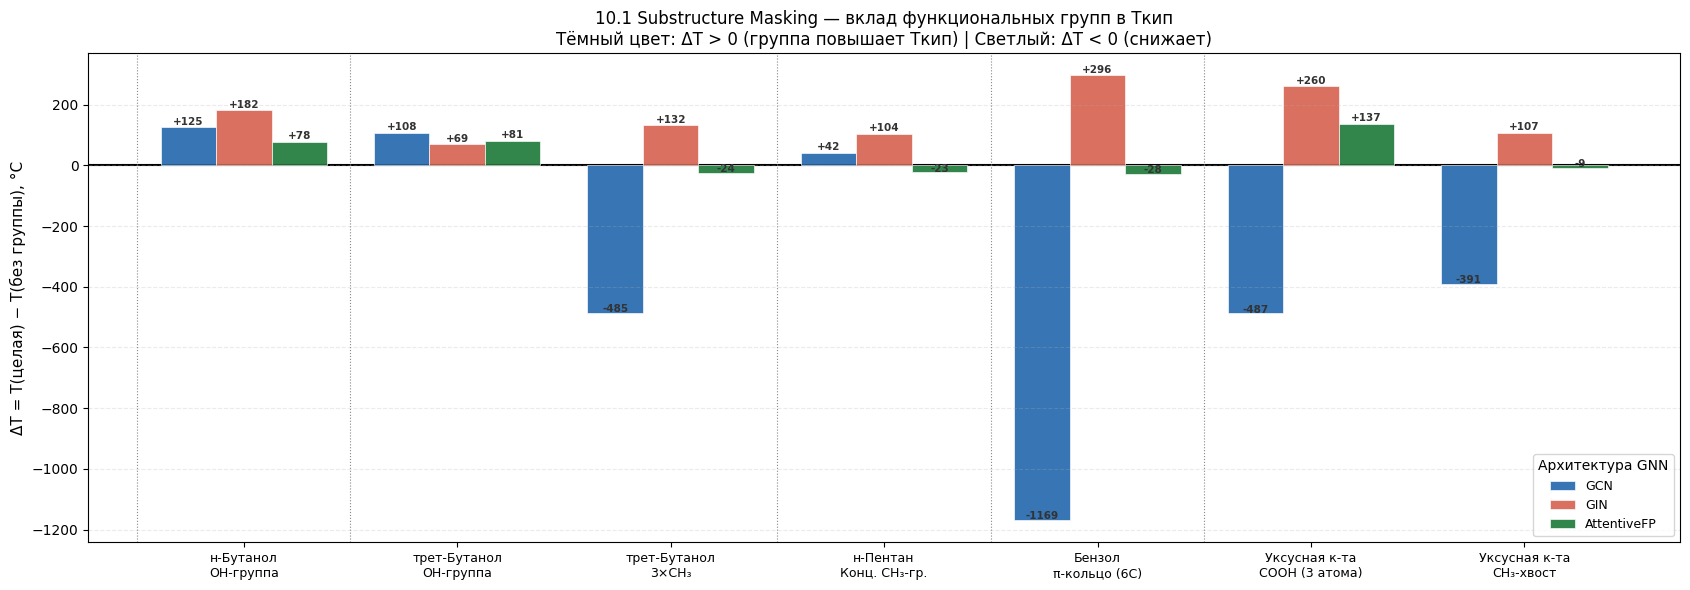 10.1 Substructure Masking — вклад функциональных групп в Ткип
Тёмный цвет: ΔT > 0 (группа повышает Ткип) | Светлый: ΔT < 0 (снижает)
ΔT = T(целая) − T(без группы), °C
200
0
−200
−400
−600
−800
−1000
−1200
+125
+182
+78
+108
+69
+81
-485
+132
-24
+42
+104
-23
-1169
+296
-28
-487
+260
+137
-391
+107
-9
н-Бутанол
ОН-группа
трет-Бутанол
ОН-группа
трет-Бутанол
3×CH₃
н-Пентан
Конц. CH₃-гр.
Бензол
π-кольцо (6C)
Уксусная к-та
COOH (3 атома)
Уксусная к-та
CH₃-хвост
Архитектура GNN
GCN
GIN
AttentiveFP